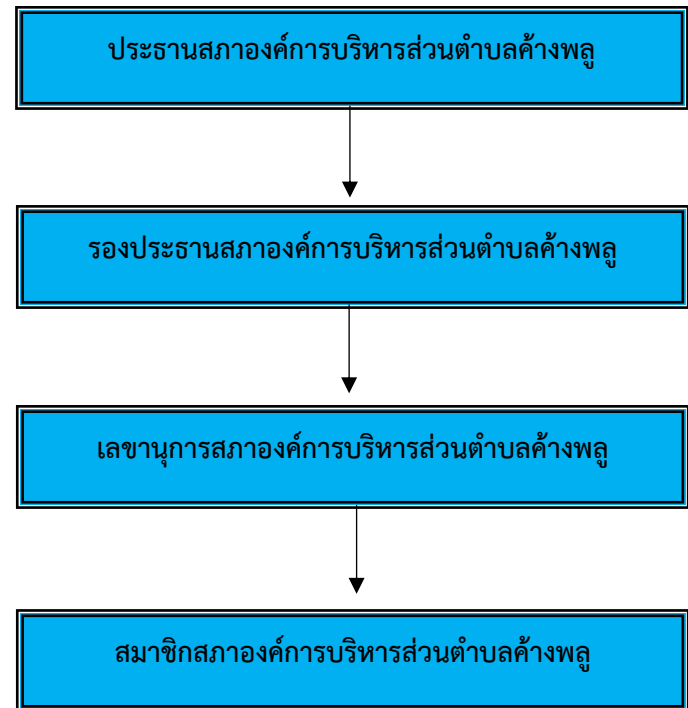 ประธานสภาองค์การบริหารส่วนตำบลค้างพลู
รองประธานสภาองค์การบริหารส่วนตำบลค้างพลู
เลขานุการสภาองค์การบริหารส่วนตำบลค้างพลู
สมาชิกสภาองค์การบริหารส่วนตำบลค้างพลู